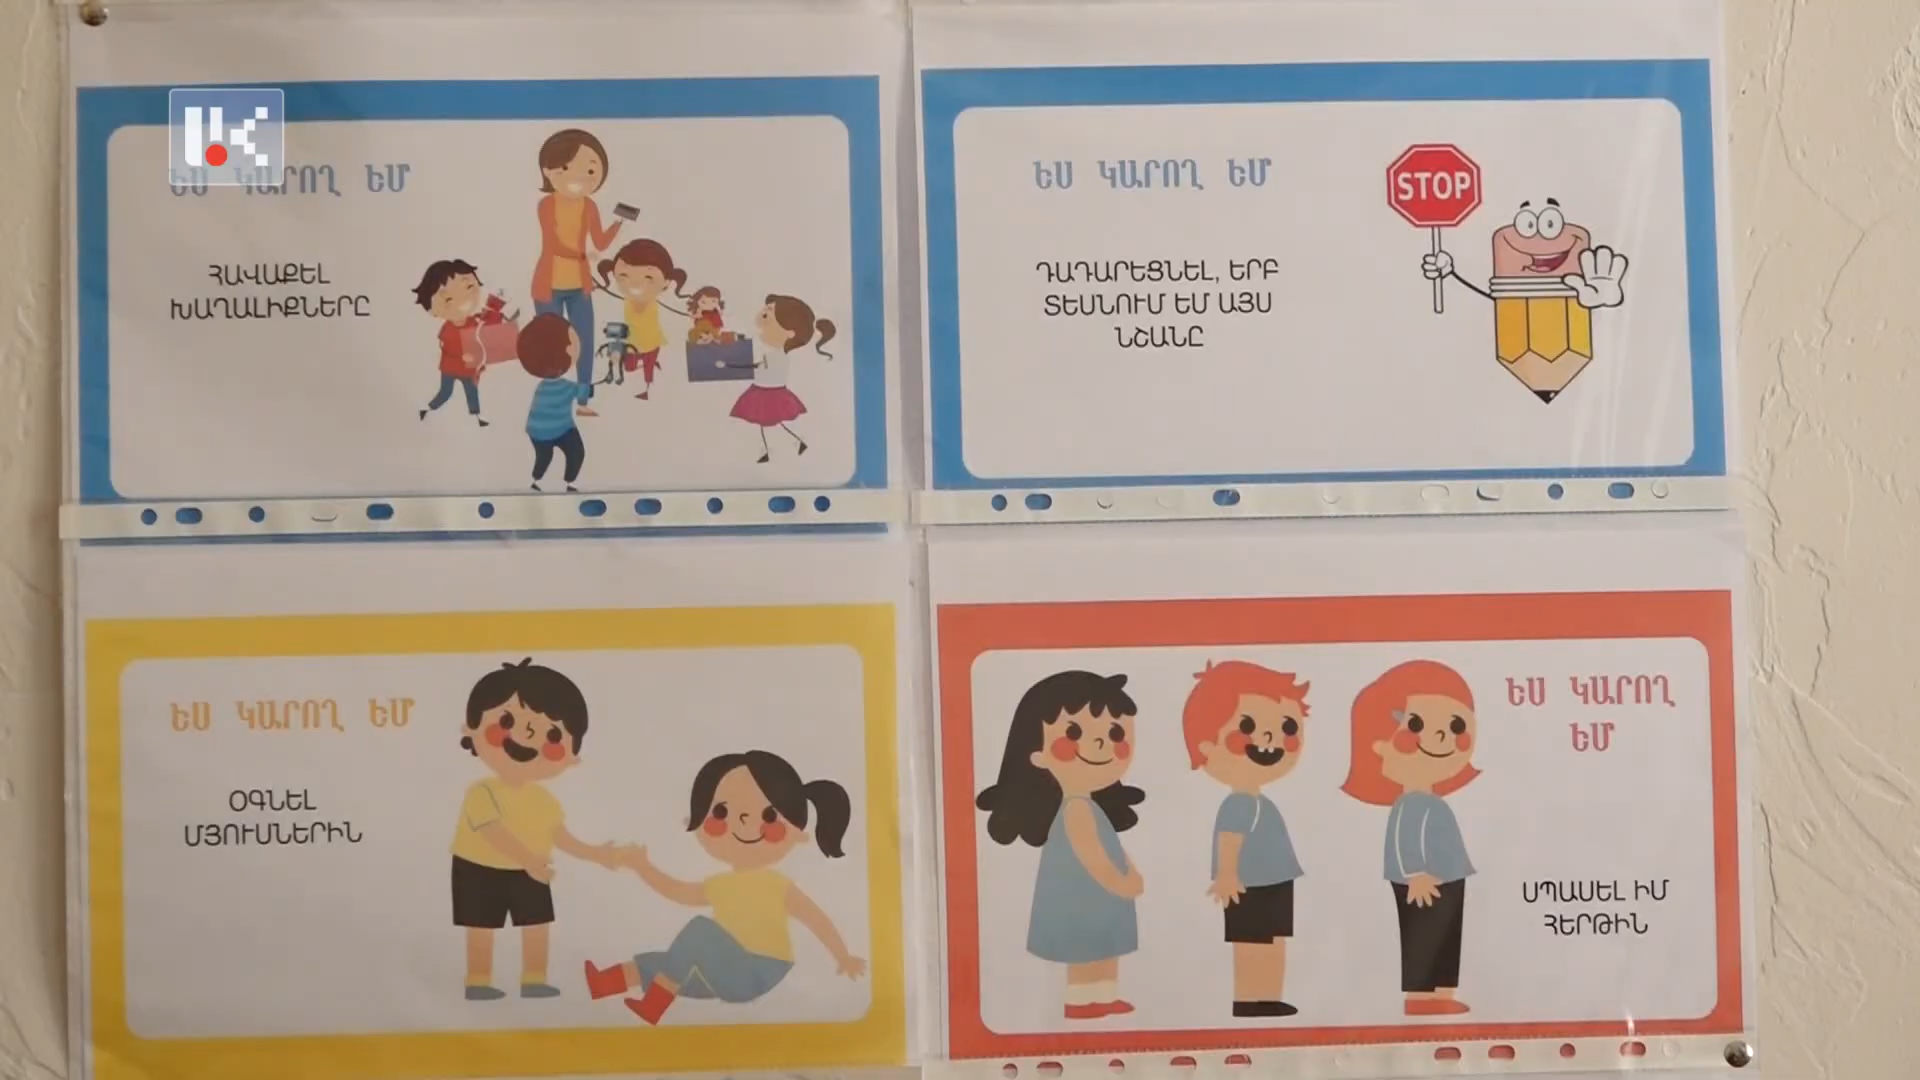 ԵՍ ԿԱՐՈՂ ԵՄ
ՀԱՎԱՔԵԼ
ԽԱՂԱԼԻՔՆԵՐԸ
ԵՍ ԿԱՐՈՂ ԵՄ
ԴԱԴԱՐԵՑՆԵԼ, ԵՐԲ
ՏԵՍՆՈՒՄ ԵՄ ԱՅՍ
ՆՇԱՆԸ
STOP
ԵՍ ԿԱՐՈՂ ԵՄ
ՕԳՆԵԼ
ՄՅՈՒՍՆԵՐԻՆ
ԵՍ ԿԱՐՈՂ
ԵՄ
ՍՊԱՍԵԼ ԻՄ
ՀԵՐԹԻՆ